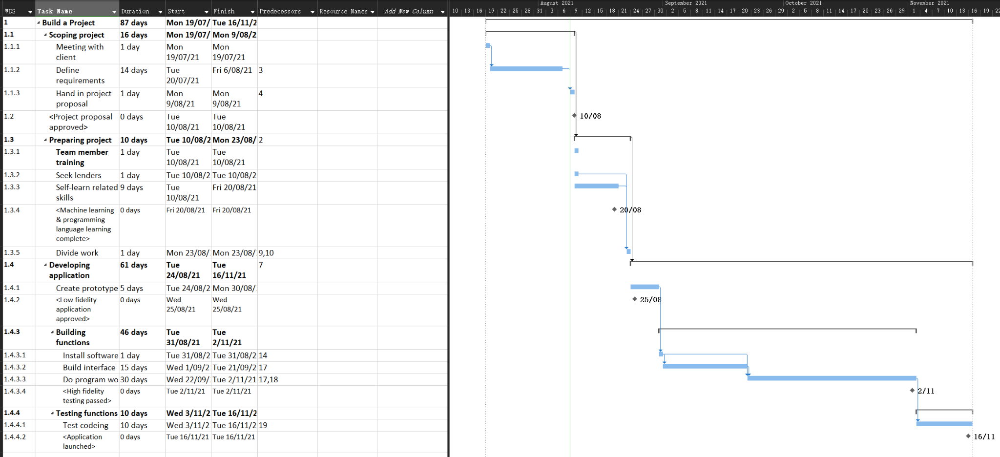 WBS Task Name Duration Start Finish Predecessors Resource Names Add New Column
August 2021 September 2021 October 2021 November 2021
10 13 16 19 22 25 28 31 3 6 9 12 15 18 21 24 27 30 2 5 8 11 14 17 20 23 26 29 2 5 8 11 14 17 20 23 26 29 1 4 7 10 13 16 19 22
1 Build a Project 87 days Mon 19/07/ Tue 16/11/2
1.1 Scoping project 16 days Mon 19/07/ Mon 9/08/2
1.1.1 Meeting with 1 day Mon Mon
client 19/07/21 19/07/21
1.1.2 Define 14 days Tue Fri 6/08/21 3
requirements 20/07/21
1.1.3 Hand in project 1 day Mon Mon 4
proposal 9/08/21 9/08/21
1.2 <Project proposal 0 days Tue Tue
approved> 10/08/21 10/08/21
10/08
1.3 Preparing project 10 days Tue 10/08/2 Mon 23/08/ 2
1.3.1 Team member 1 day Tue Tue
training 10/08/21 10/08/21
1.3.2 Seek lenders 1 day Tue 10/08/2 Tue 10/08/2
1.3.3 Self-learn related 9 days Tue Fri 20/08/21
skills 10/08/21
1.3.4 <Machine learning 0 days Fri 20/08/21 Fri 20/08/21
20/08
& programming
language learning
complete>
1.3.5 Divide work 1 day Mon 23/08/ Mon 23/08/ 9,10
1.4 Developing 61 days Tue Tue 7
application 24/08/21 16/11/21
1.4.1 Create prototype 5 days Tue 24/08/2 Mon 30/08/
1.4.2 <Low fidelity 0 days Wed Wed
25/08
application 25/08/21 25/08/21
approved>
1.4.3 Building 46 days Tue Tue
functions 31/08/21 2/11/21
1.4.3.1 Install software 1 day Tue 31/08/2 Tue 31/08/2 14
1.4.3.2 Build interface 15 days Wed 1/09/2 Tue 21/09/2 17
1.4.3.3 Do program wo 30 days Wed 22/09/ Tue 2/11/21 17,18
1.4.3.4 <High fidelity 0 days Tue 2/11/21 Tue 2/11/21
2/11
testing passed>
1.4.4 Testing functions 10 days Wed 3/11/2 Tue 16/11/2
1.4.4.1 Test codeing 10 days Wed 3/11/2 Tue 16/11/2 19
1.4.4.2 <Application 0 days Tue 16/11/21 Tue 16/11/21
16/11
launched>